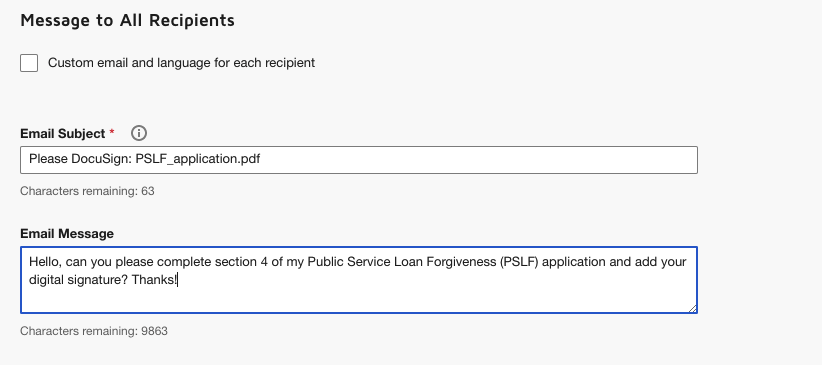 Message to All Recipients
Custom email and language for each recipient
Email Subject *
Please DocuSign: PSLF_application.pdf
Characters remaining: 63
Email Message
Hello, can you please complete section 4 of my Public Service Loan Forgiveness (PSLF) application and add your
digital signature? Thanks!
Characters remaining: 9863